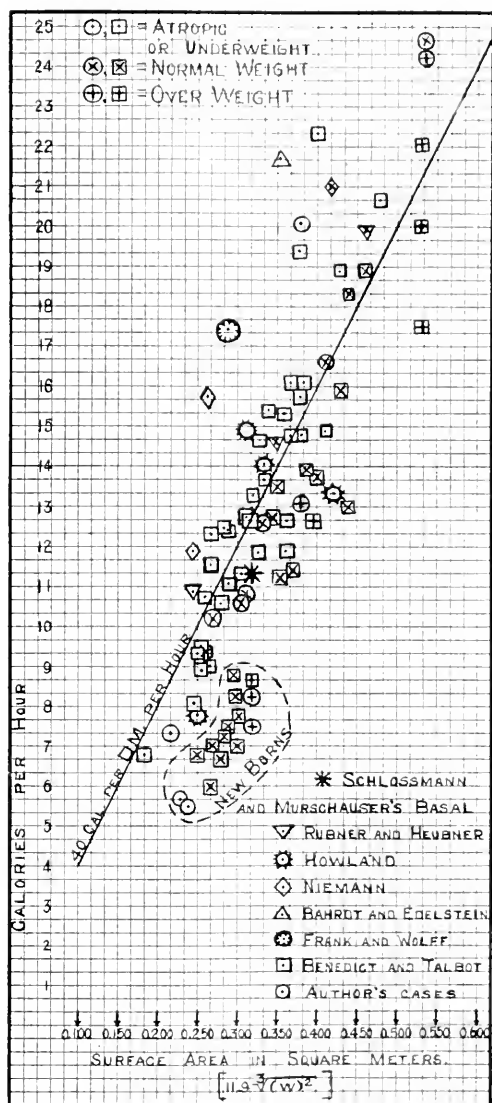 ⊙,⊡ = ATROPIC
OR UNDERWEIGHT.
⊗,⊠ = NORMAL WEIGHT
⊕,⊞ = OVER WEIGHT
25
24
23
22
21
20
19
18
17
16
15
14
13
12
11
10
9
8
7
6
5
4
3
2
1
CALORIES PER HOUR
40 CAL. PER DM. PER HOUR
NEW BORNS
SCHLOSSMANN
AND MURSCHAUSER'S BASAL
RUBNER AND HEUBNER
HOWLAND
NIEMANN
BAHRDT AND EDELSTEIN
FRANK AND WOLFF
BENEDICT AND TALBOT
AUTHOR'S CASES
0.100 0.150 0.200 0.250 0.300 0.350 0.400 0.450 0.500 0.550 0.600
SURFACE AREA IN SQUARE METERS.
[11.9 ∛(W)².]